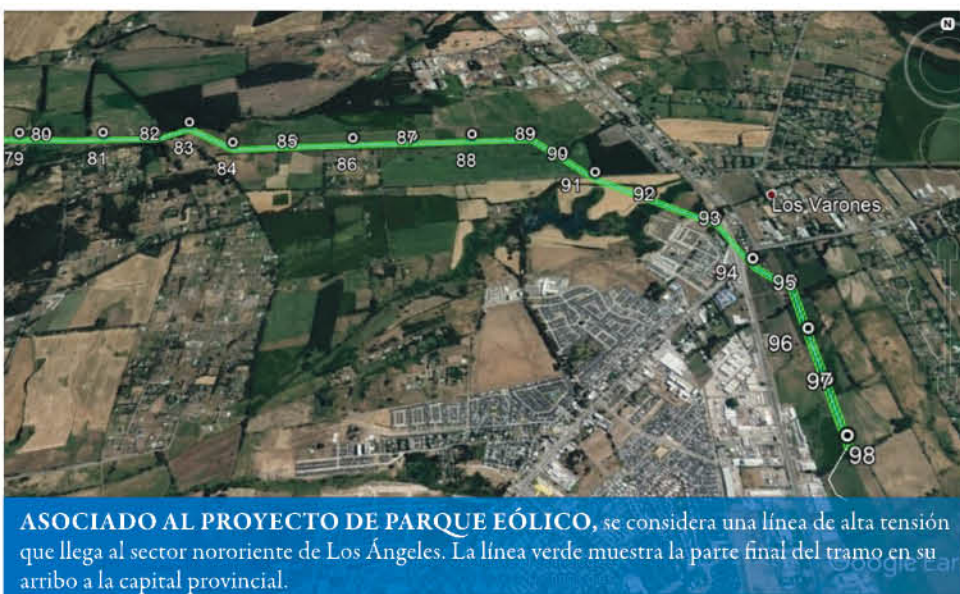 N
79 80 81 82 83 84 85 86 87 88 89 90 91 92 93 94 95 96 97 98
Los Varones
ASOCIADO AL PROYECTO DE PARQUE EÓLICO, se considera una línea de alta tensión
que llega al sector nororiente de Los Ángeles. La línea verde muestra la parte final del tramo en su
arribo a la capital provincial.
Google Ear